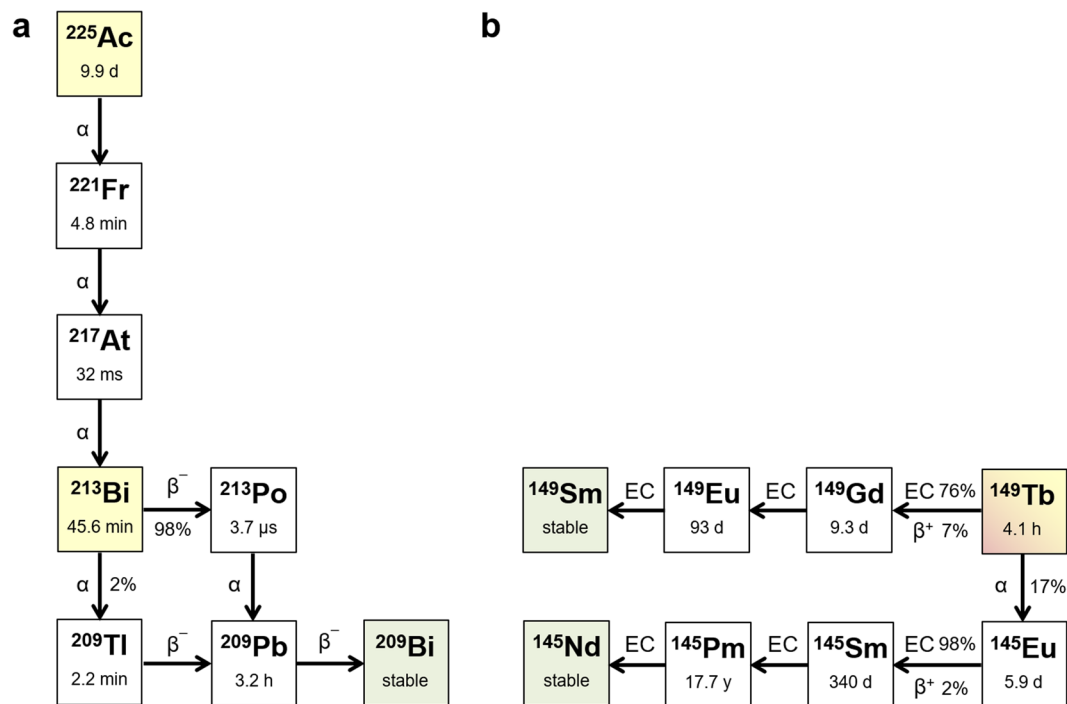 a
²²⁵Ac
9.9 d
α
²²¹Fr
4.8 min
α
²¹⁷At
32 ms
α
²¹³Bi
45.6 min
β⁻
98%
²¹³Po
3.7 µs
α 2%
α
²⁰⁹Tl
2.2 min
β⁻
²⁰⁹Pb
3.2 h
β⁻
²⁰⁹Bi
stable
b
¹⁴⁹Sm
stable
EC
¹⁴⁹Eu
93 d
EC
¹⁴⁹Gd
9.3 d
EC 76%
β⁺ 7%
¹⁴⁹Tb
4.1 h
α 17%
¹⁴⁵Nd
stable
EC
¹⁴⁵Pm
17.7 y
EC
¹⁴⁵Sm
340 d
EC 98%
β⁺ 2%
¹⁴⁵Eu
5.9 d